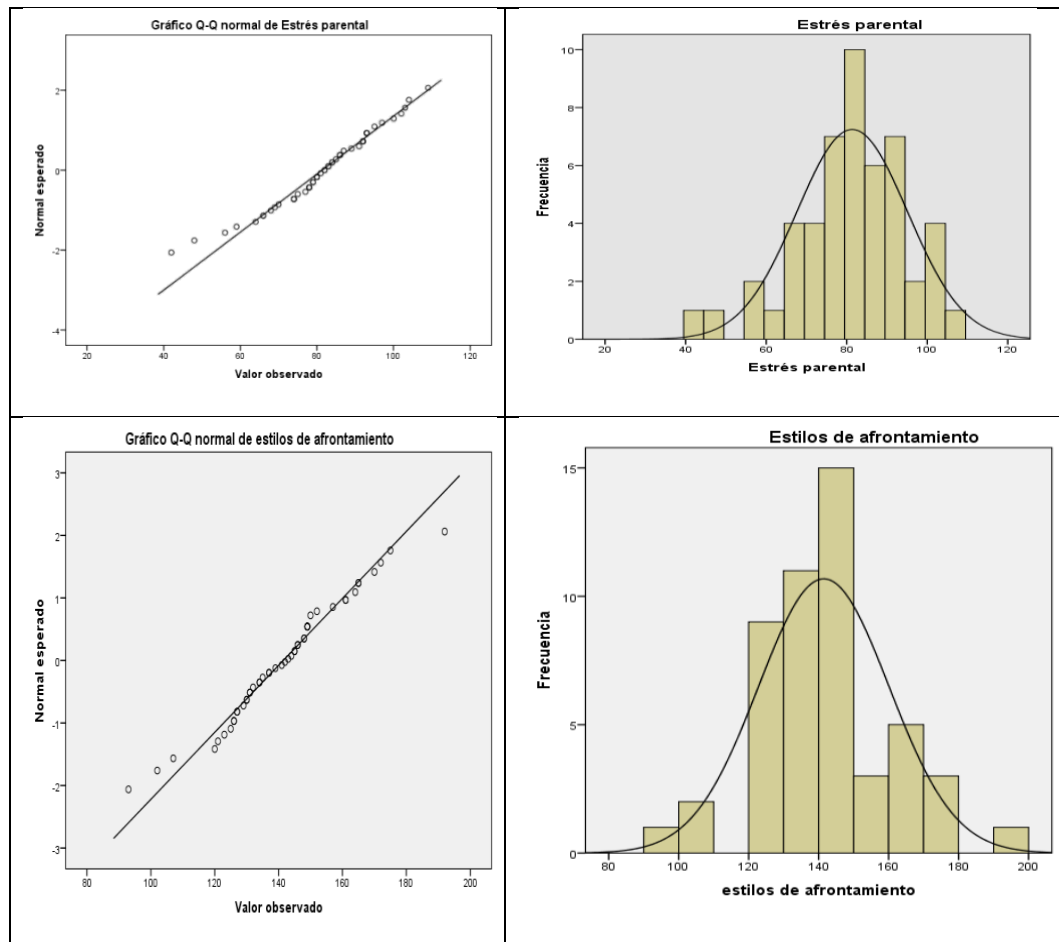 Gráfico Q-Q normal de Estrés parental
2
0
-2
-4
Normal esperado
20 40 60 80 100 120
Valor observado
Estrés parental
10
8
6
4
2
0
Frecuencia
20 40 60 80 100 120
Estrés parental
Gráfico Q-Q normal de estilos de afrontamiento
3
2
1
0
-1
-2
-3
Normal esperado
80 100 120 140 160 180 200
Valor observado
Estilos de afrontamiento
15
10
5
0
Frecuencia
80 100 120 140 160 180 200
estilos de afrontamiento